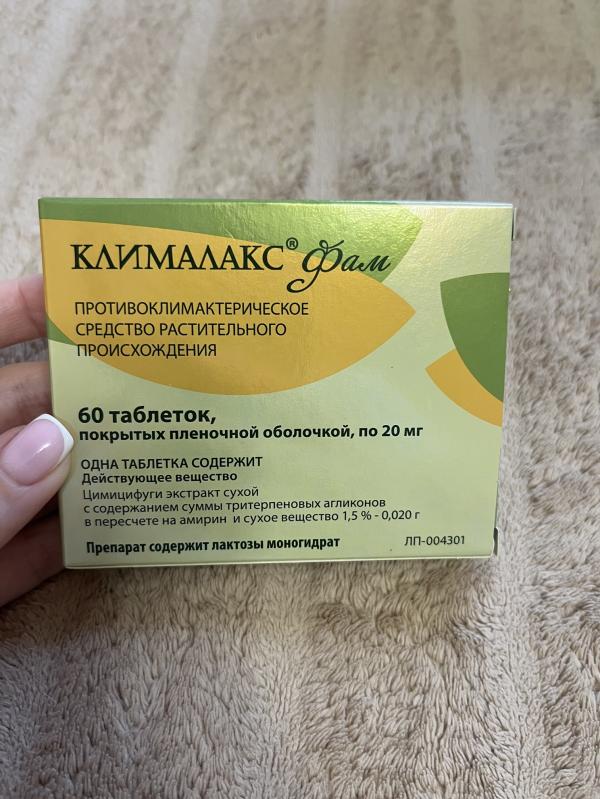 КЛИМАЛАКС® Фам
ПРОТИВОКЛИМАКТЕРИЧЕСКОЕ
СРЕДСТВО РАСТИТЕЛЬНОГО
ПРОИСХОЖДЕНИЯ
60 таблеток,
покрытых пленочной оболочкой, по 20 мг
ОДНА ТАБЛЕТКА СОДЕРЖИТ
Действующее вещество
Цимицифуги экстракт сухой
с содержанием суммы тритерпеновых агликонов
в пересчете на амирин и сухое вещество 1,5 % - 0,020 г
Препарат содержит лактозы моногидрат ЛП-004301